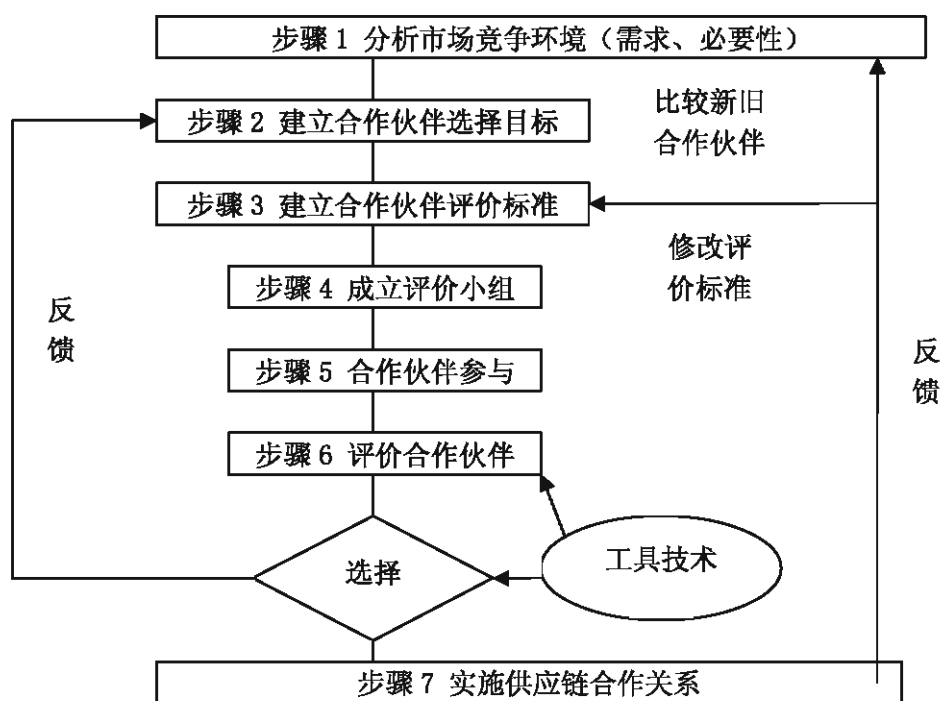 步骤1 分析市场竞争环境（需求、必要性）
步骤2 建立合作伙伴选择目标
比较新旧
合作伙伴
步骤3 建立合作伙伴评价标准
修改评
价标准
步骤4 成立评价小组
反
馈
步骤5 合作伙伴参与
反
馈
步骤6 评价合作伙伴
工具技术
选择
步骤7 实施供应链合作关系